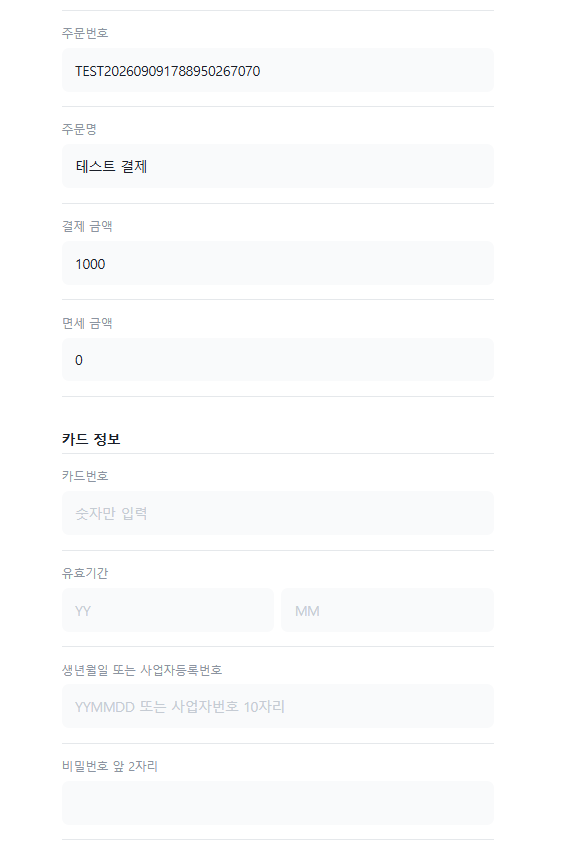 주문번호
TEST202609091788950267070
주문명
테스트 결제
결제 금액
1000
면세 금액
0
카드 정보
카드번호
숫자만 입력
유효기간
YY MM
생년월일 또는 사업자등록번호
YYMMDD 또는 사업자번호 10자리
비밀번호 앞 2자리